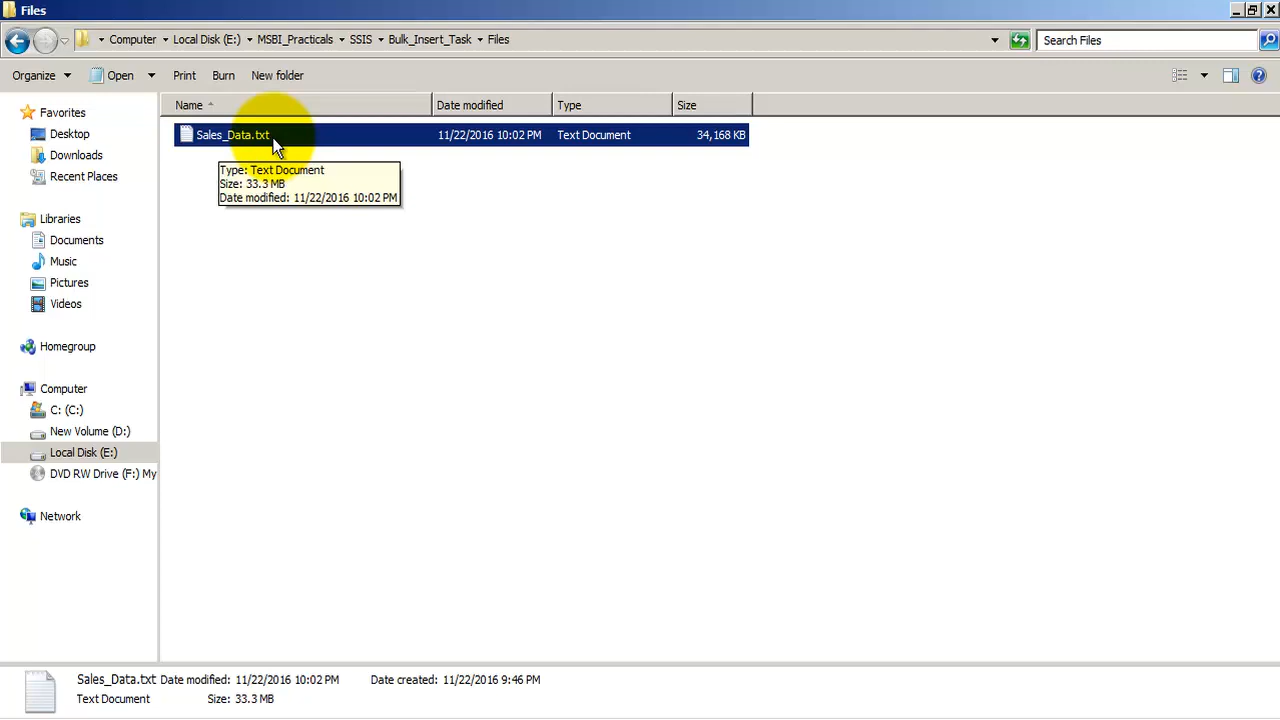 Files
Computer Local Disk (E:) MSBI_Practicals SSIS Bulk_Insert_Task Files Search Files
Organize Open Print Burn New folder
Name Date modified Type Size
Sales_Data.txt 11/22/2016 10:02 PM Text Document 34,168 KB
Type: Text Document
Size: 33.3 MB
Date modified: 11/22/2016 10:02 PM
Favorites
Desktop
Downloads
Recent Places
Libraries
Documents
Music
Pictures
Videos
Homegroup
Computer
C: (C:)
New Volume (D:)
Local Disk (E:)
DVD RW Drive (F:) My
Network
Sales_Data.txt Date modified: 11/22/2016 10:02 PM Date created: 11/22/2016 9:46 PM
Text Document Size: 33.3 MB